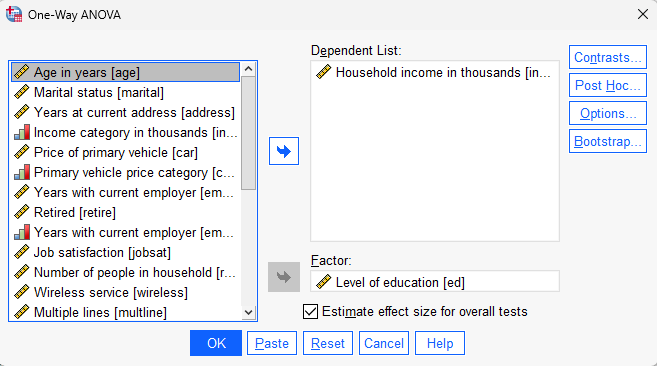 One-Way ANOVA
Dependent List:
Age in years [age]
Marital status [marital]
Years at current address [address]
Income category in thousands [in...
Price of primary vehicle [car]
Primary vehicle price category [c...
Years with current employer [em...
Retired [retire]
Years with current employer [em...
Job satisfaction [jobsat]
Number of people in household [r...
Wireless service [wireless]
Multiple lines [multline]
Household income in thousands [in...
Factor:
Level of education [ed]
Estimate effect size for overall tests
Contrasts...
Post Hoc...
Options...
Bootstrap...
OK
Paste
Reset
Cancel
Help